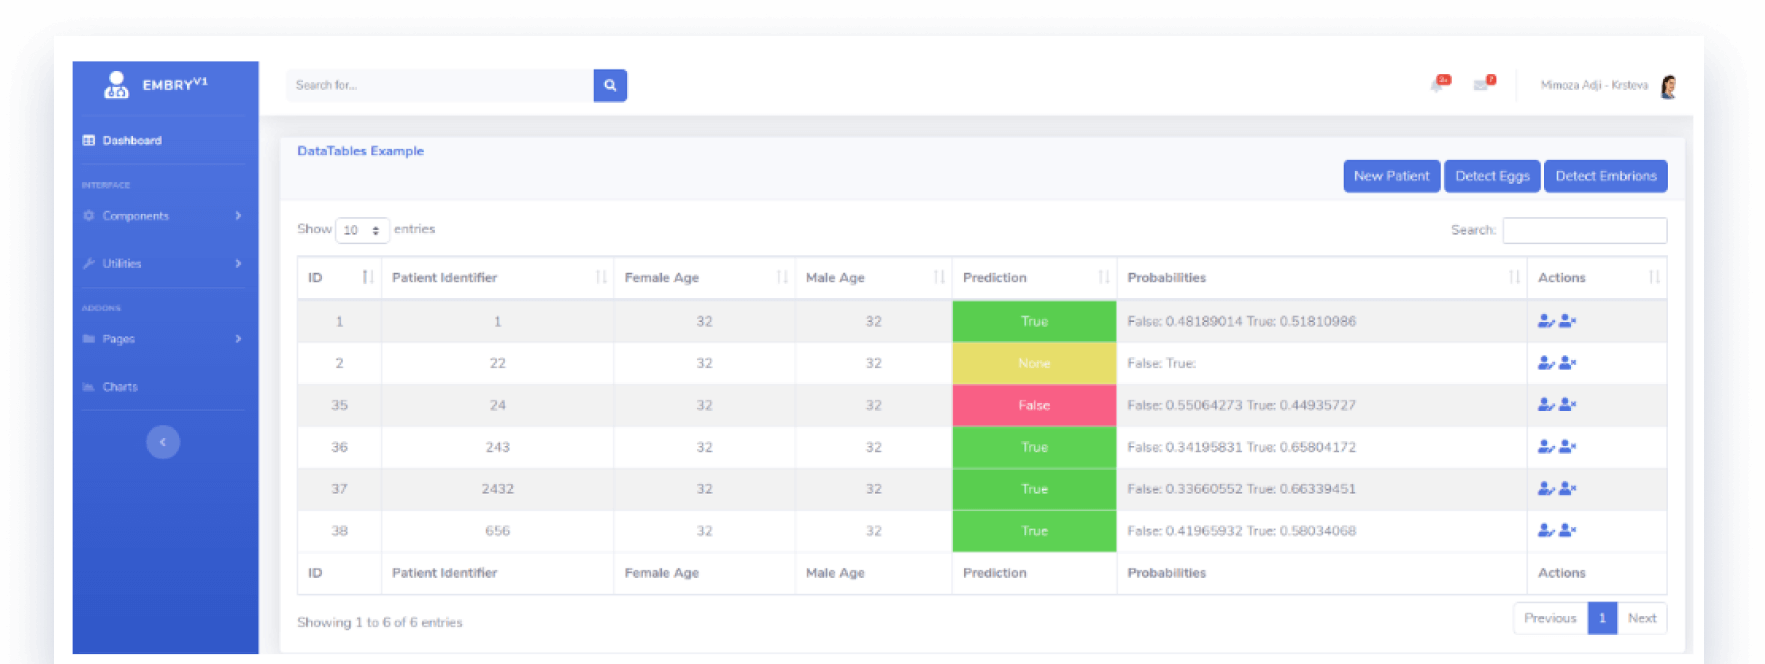 EMBRYV1
Search for...
Mimoza Adji - Krsteva
Dashboard
INTERFACE
Components
Utilities
ADDONS
Pages
Charts
DataTables Example
New Patient Detect Eggs Detect Embrions
Show 10 entries
Search:
ID Patient Identifier Female Age Male Age Prediction Probabilities Actions
1 1 32 32 True False: 0.48189014 True: 0.51810986
2 22 32 32 None False: True:
35 24 32 32 False False: 0.55064273 True: 0.44935727
36 243 32 32 True False: 0.34195831 True: 0.65804172
37 2432 32 32 True False: 0.33660552 True: 0.66339451
38 656 32 32 True False: 0.41965932 True: 0.58034068
ID Patient Identifier Female Age Male Age Prediction Probabilities Actions
Showing 1 to 6 of 6 entries
Previous 1 Next